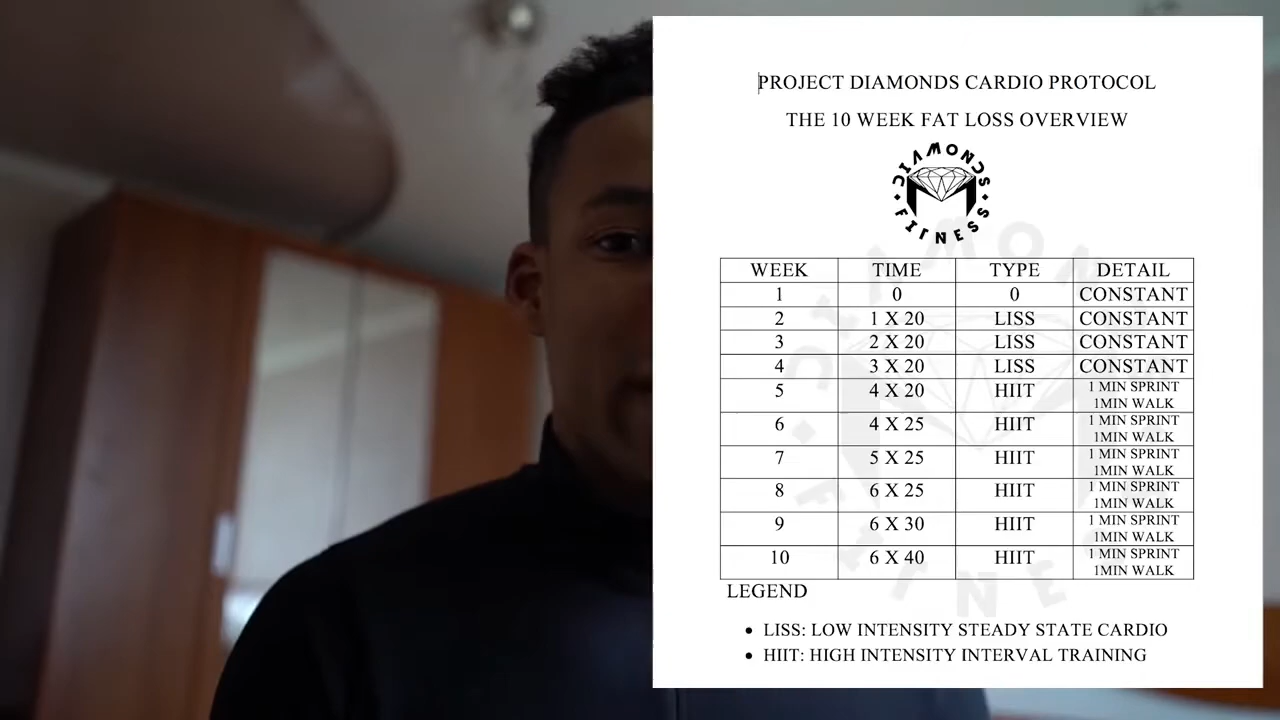 PROJECT DIAMONDS CARDIO PROTOCOL
THE 10 WEEK FAT LOSS OVERVIEW
DIAMONDS
FITNESS
WEEK TIME TYPE DETAIL
1 0 0 CONSTANT
2 1 X 20 LISS CONSTANT
3 2 X 20 LISS CONSTANT
4 3 X 20 LISS CONSTANT
5 4 X 20 HIIT 1 MIN SPRINT
1MIN WALK
6 4 X 25 HIIT 1 MIN SPRINT
1MIN WALK
7 5 X 25 HIIT 1 MIN SPRINT
1MIN WALK
8 6 X 25 HIIT 1 MIN SPRINT
1MIN WALK
9 6 X 30 HIIT 1 MIN SPRINT
1MIN WALK
10 6 X 40 HIIT 1 MIN SPRINT
1MIN WALK
LEGEND
• LISS: LOW INTENSITY STEADY STATE CARDIO
• HIIT: HIGH INTENSITY INTERVAL TRAINING